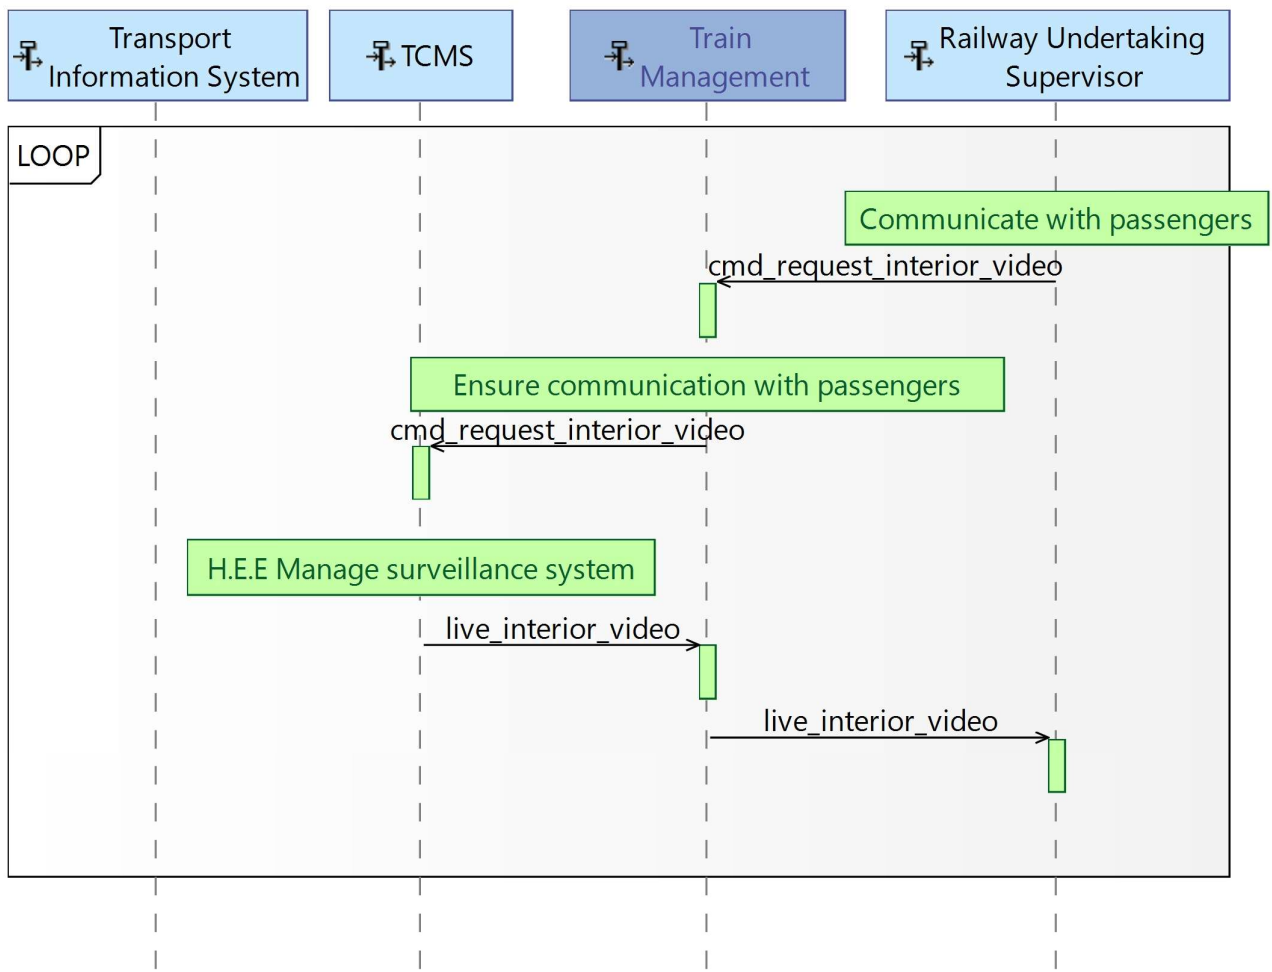 Transport
Information System
TCMS
Train
Management
Railway Undertaking
Supervisor
LOOP
Communicate with passengers
cmd_request_interior_video
Ensure communication with passengers
cmd_request_interior_video
H.E.E Manage surveillance system
live_interior_video
live_interior_video